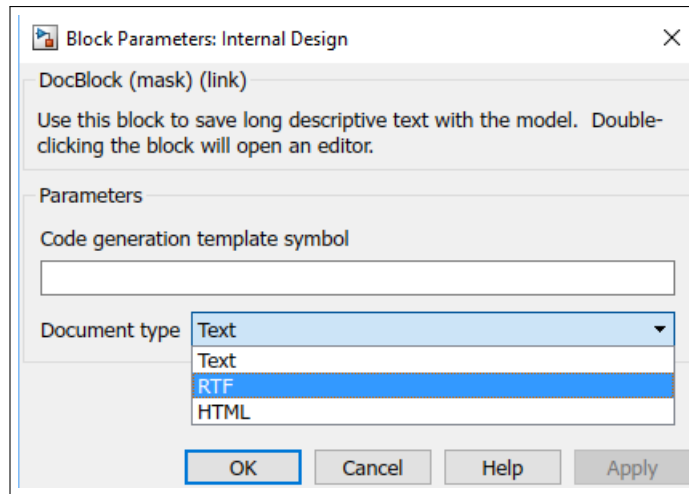 Block Parameters: Internal Design
DocBlock (mask) (link)
Use this block to save long descriptive text with the model.  Double-
clicking the block will open an editor.
Parameters
Code generation template symbol
Document type Text
Text
RTF
HTML
OK Cancel Help Apply